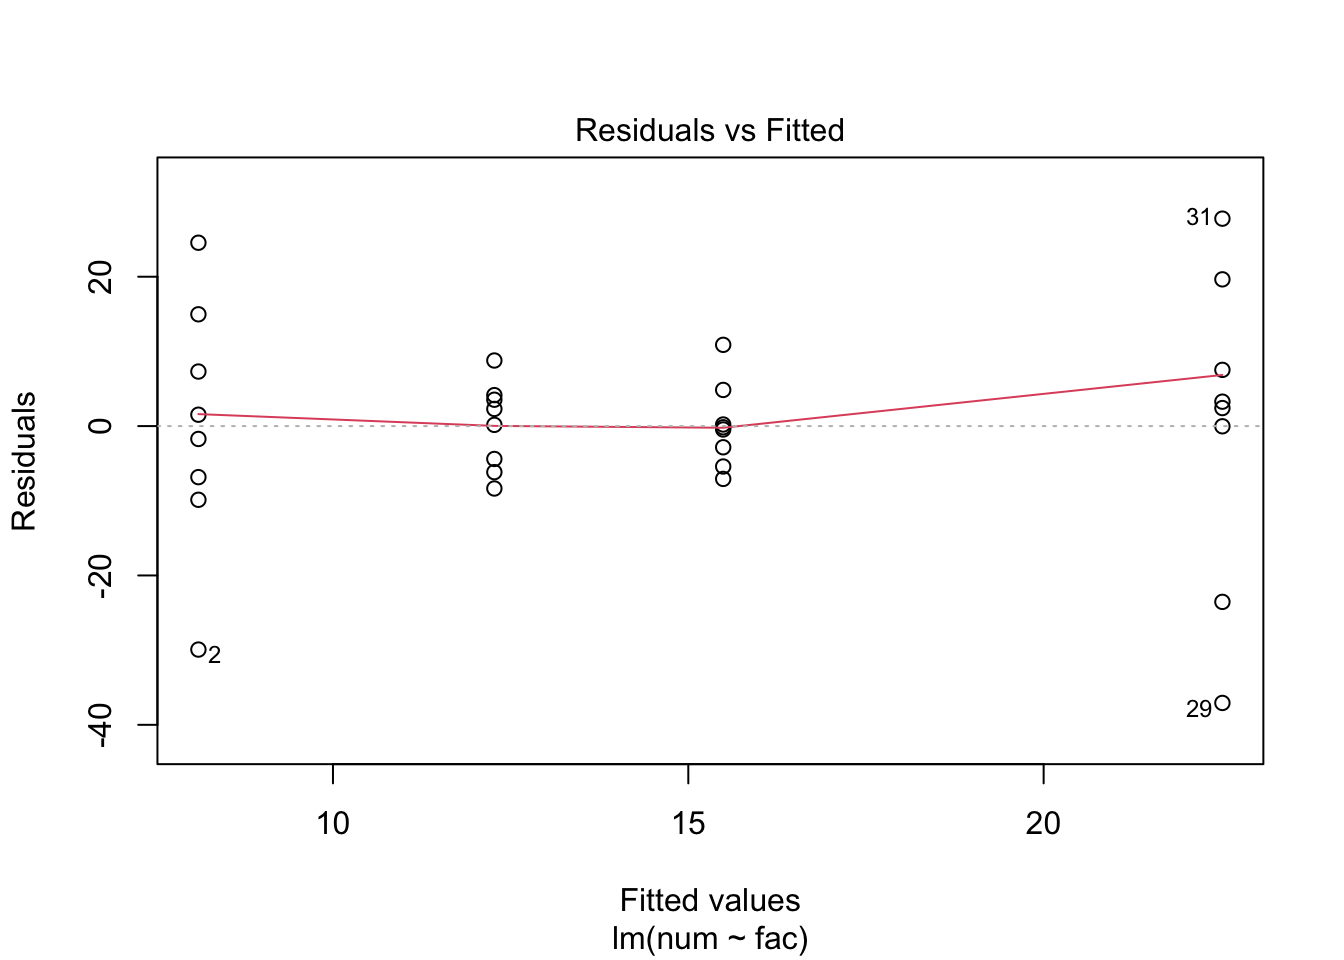 Residuals vs Fitted
Residuals
20
0
-20
-40
31
2
29
10 15 20
Fitted values
lm(num ~ fac)